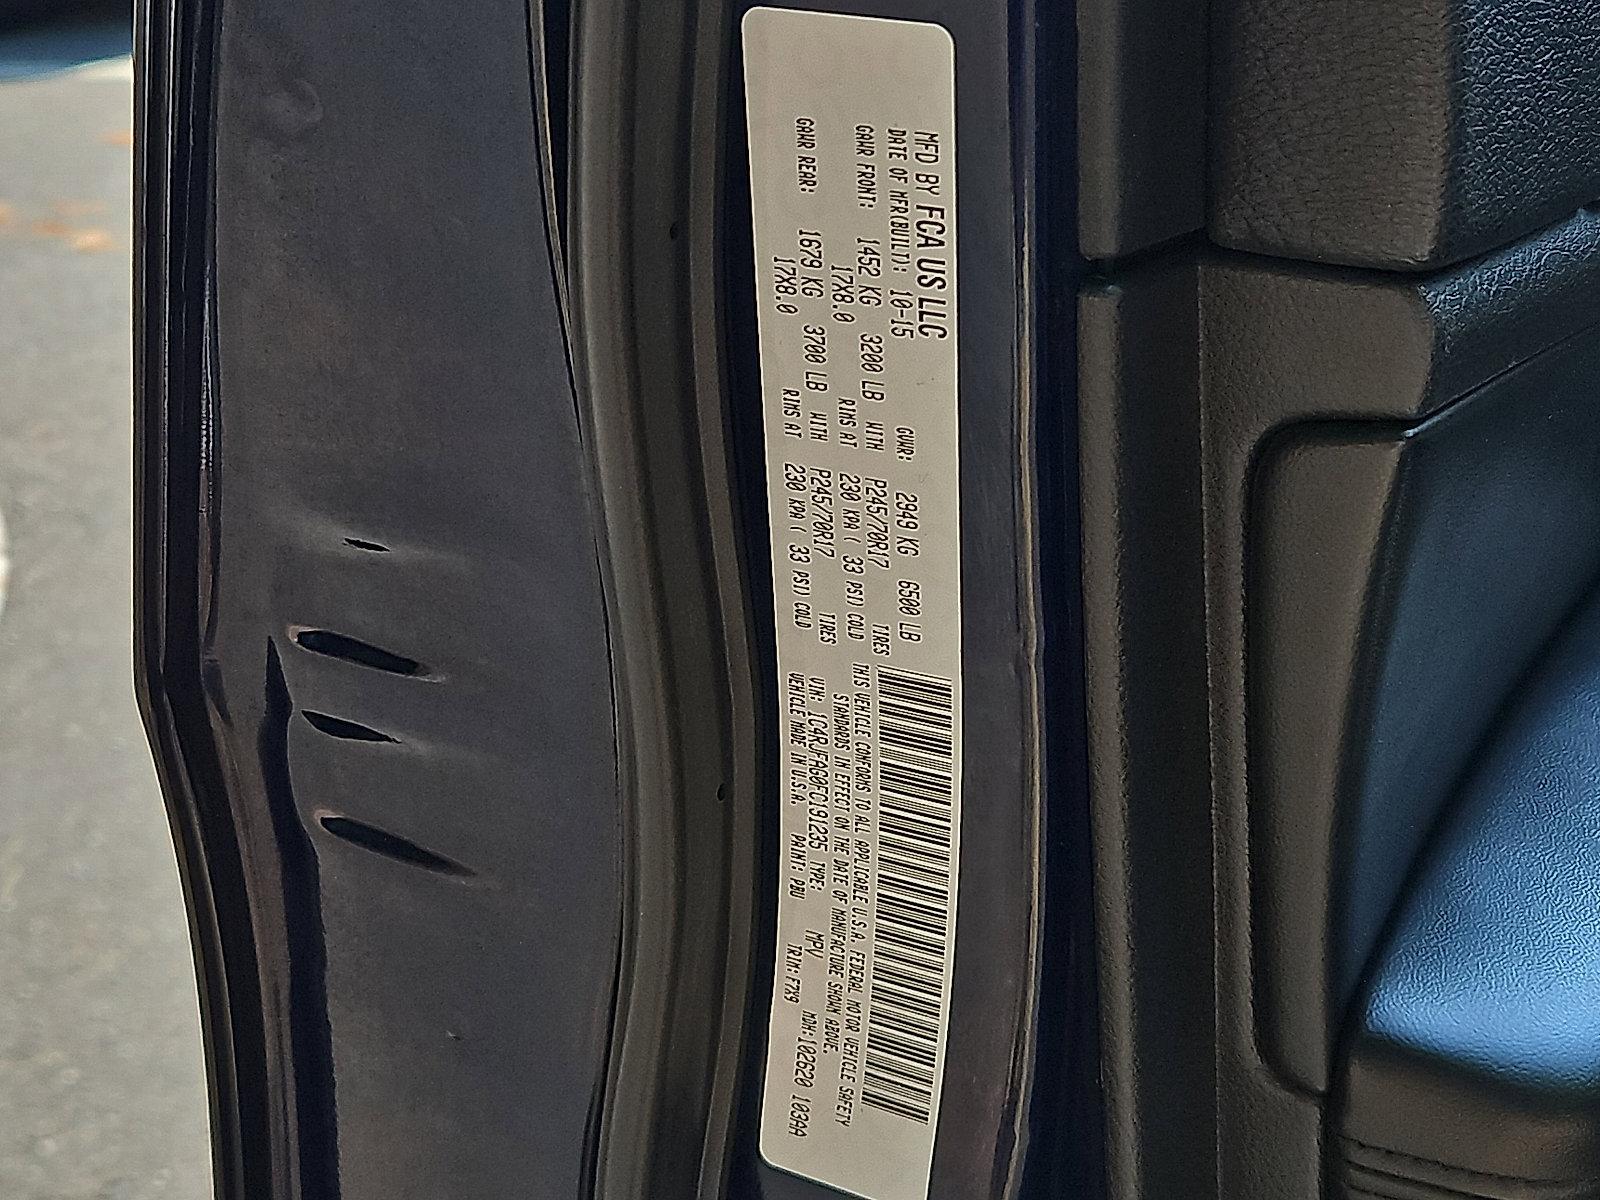 MFD BY FCA US LLC
DATE OF MFR(BUILT): 10-15 GVWR: 2949 KG 6500 LB
GAWR FRONT: 1452 KG 3200 LB WITH P245/70R17 TIRES
17X8.0 RIMS AT 230 KPA ( 33 PSI) COLD
GAWR REAR: 1679 KG 3700 LB WITH P245/70R17 TIRES
17X8.0 RIMS AT 230 KPA ( 33 PSI) COLD
THIS VEHICLE CONFORMS TO ALL APPLICABLE U.S.A. FEDERAL MOTOR VEHICLE SAFETY
STANDARDS IN EFFECT ON THE DATE OF MANUFACTURE SHOWN ABOVE.
VIN: 1C4RJFAG0FC191235 TYPE: MPV MDH:102620 103AA
VEHICLE MADE IN U.S.A. PAINT: PBU TRIM: